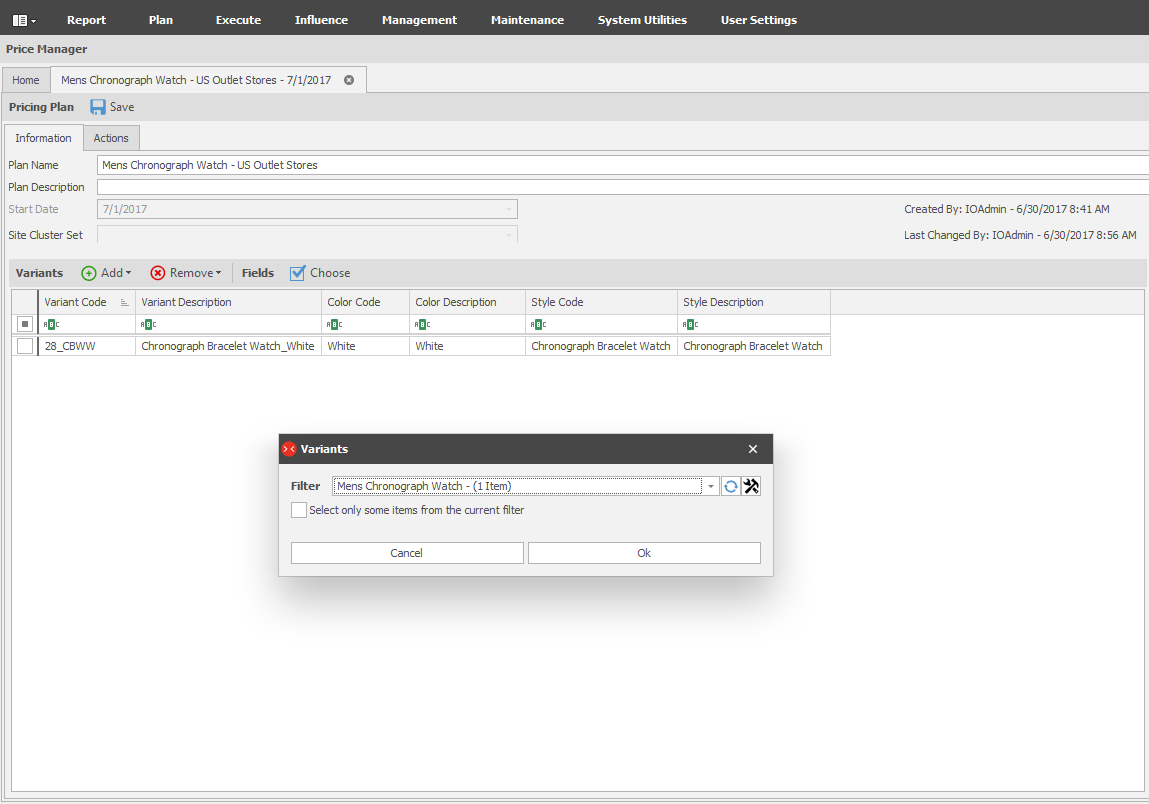 Report Plan Execute Influence Management Maintenance System Utilities User Settings
Price Manager
Home Mens Chronograph Watch - US Outlet Stores - 7/1/2017
Pricing Plan Save
Information Actions
Plan Name Mens Chronograph Watch - US Outlet Stores
Plan Description
Start Date 7/1/2017 Created By: IOAdmin - 6/30/2017 8:41 AM
Site Cluster Set Last Changed By: IOAdmin - 6/30/2017 8:56 AM
Variants Add Remove Fields Choose
Variant Code Variant Description Color Code Color Description Style Code Style Description
ABC ABC ABC ABC ABC ABC
28_CBWW Chronograph Bracelet Watch_White White White Chronograph Bracelet Watch Chronograph Bracelet Watch
Variants
Filter Mens Chronograph Watch - (1 Item)
Select only some items from the current filter
Cancel Ok